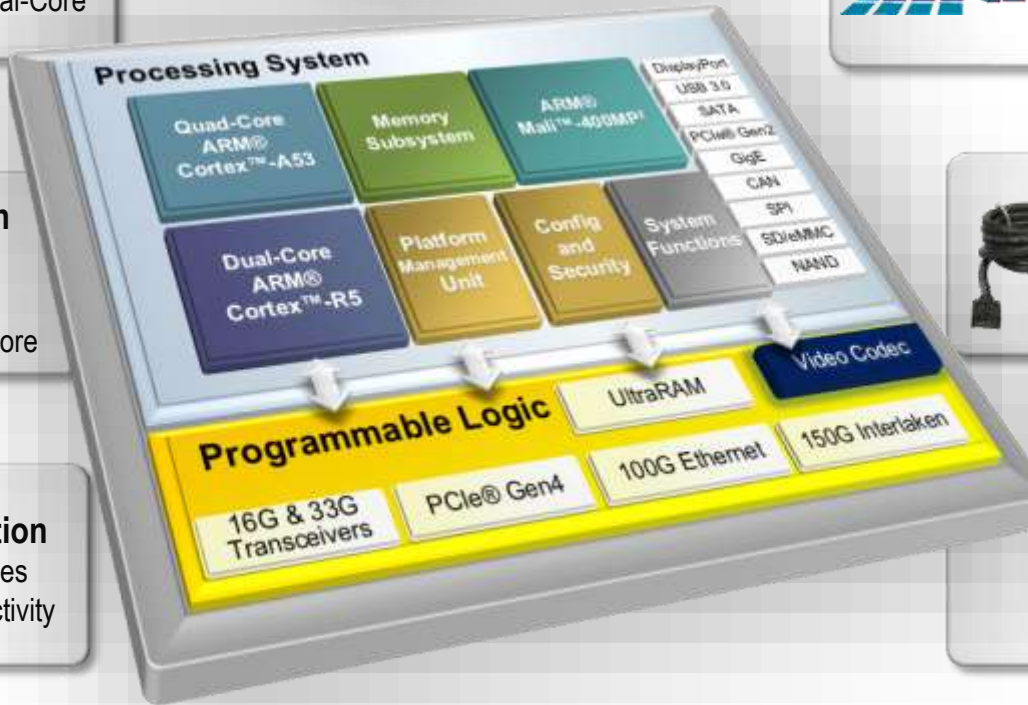 al-Core
Processing System
Quad-Core
ARM®
Cortex™-A53
Memory
Subsystem
ARM®
Mali™-400MP²
DisplayPort
USB 3.0
SATA
PCIe® Gen2
GigE
CAN
SPI
SD/eMMC
NAND
Dual-Core
ARM®
Cortex™-R5
Platform
Management
Unit
Config
and
Security
System
Functions
n
ore
Programmable Logic
UltraRAM
Video Codec
16G & 33G
Transceivers
PCIe® Gen4
100G Ethernet
150G Interlaken
tion
es
ctivity